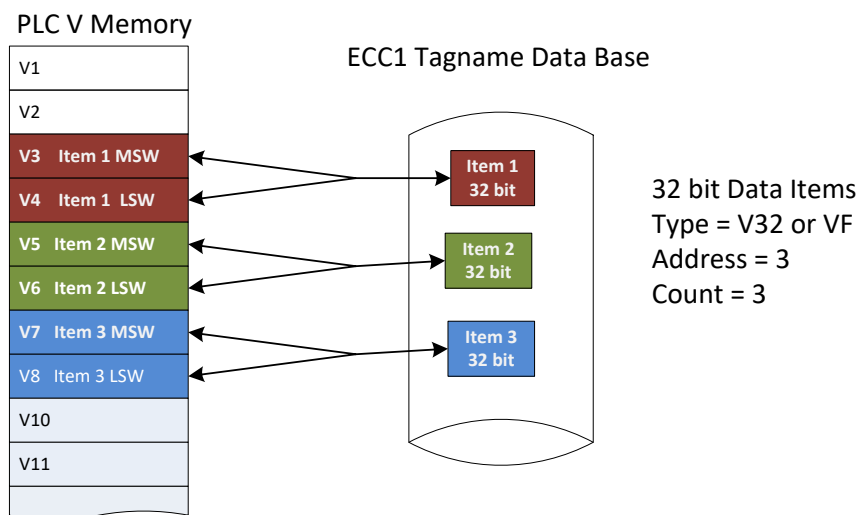 PLC V Memory
ECC1 Tagname Data Base
V1
V2
V3 Item 1 MSW
V4 Item 1 LSW
V5 Item 2 MSW
V6 Item 2 LSW
V7 Item 3 MSW
V8 Item 3 LSW
V10
V11
Item 1
32 bit
Item 2
32 bit
Item 3
32 bit
32 bit Data Items
Type = V32 or VF
Address = 3
Count = 3